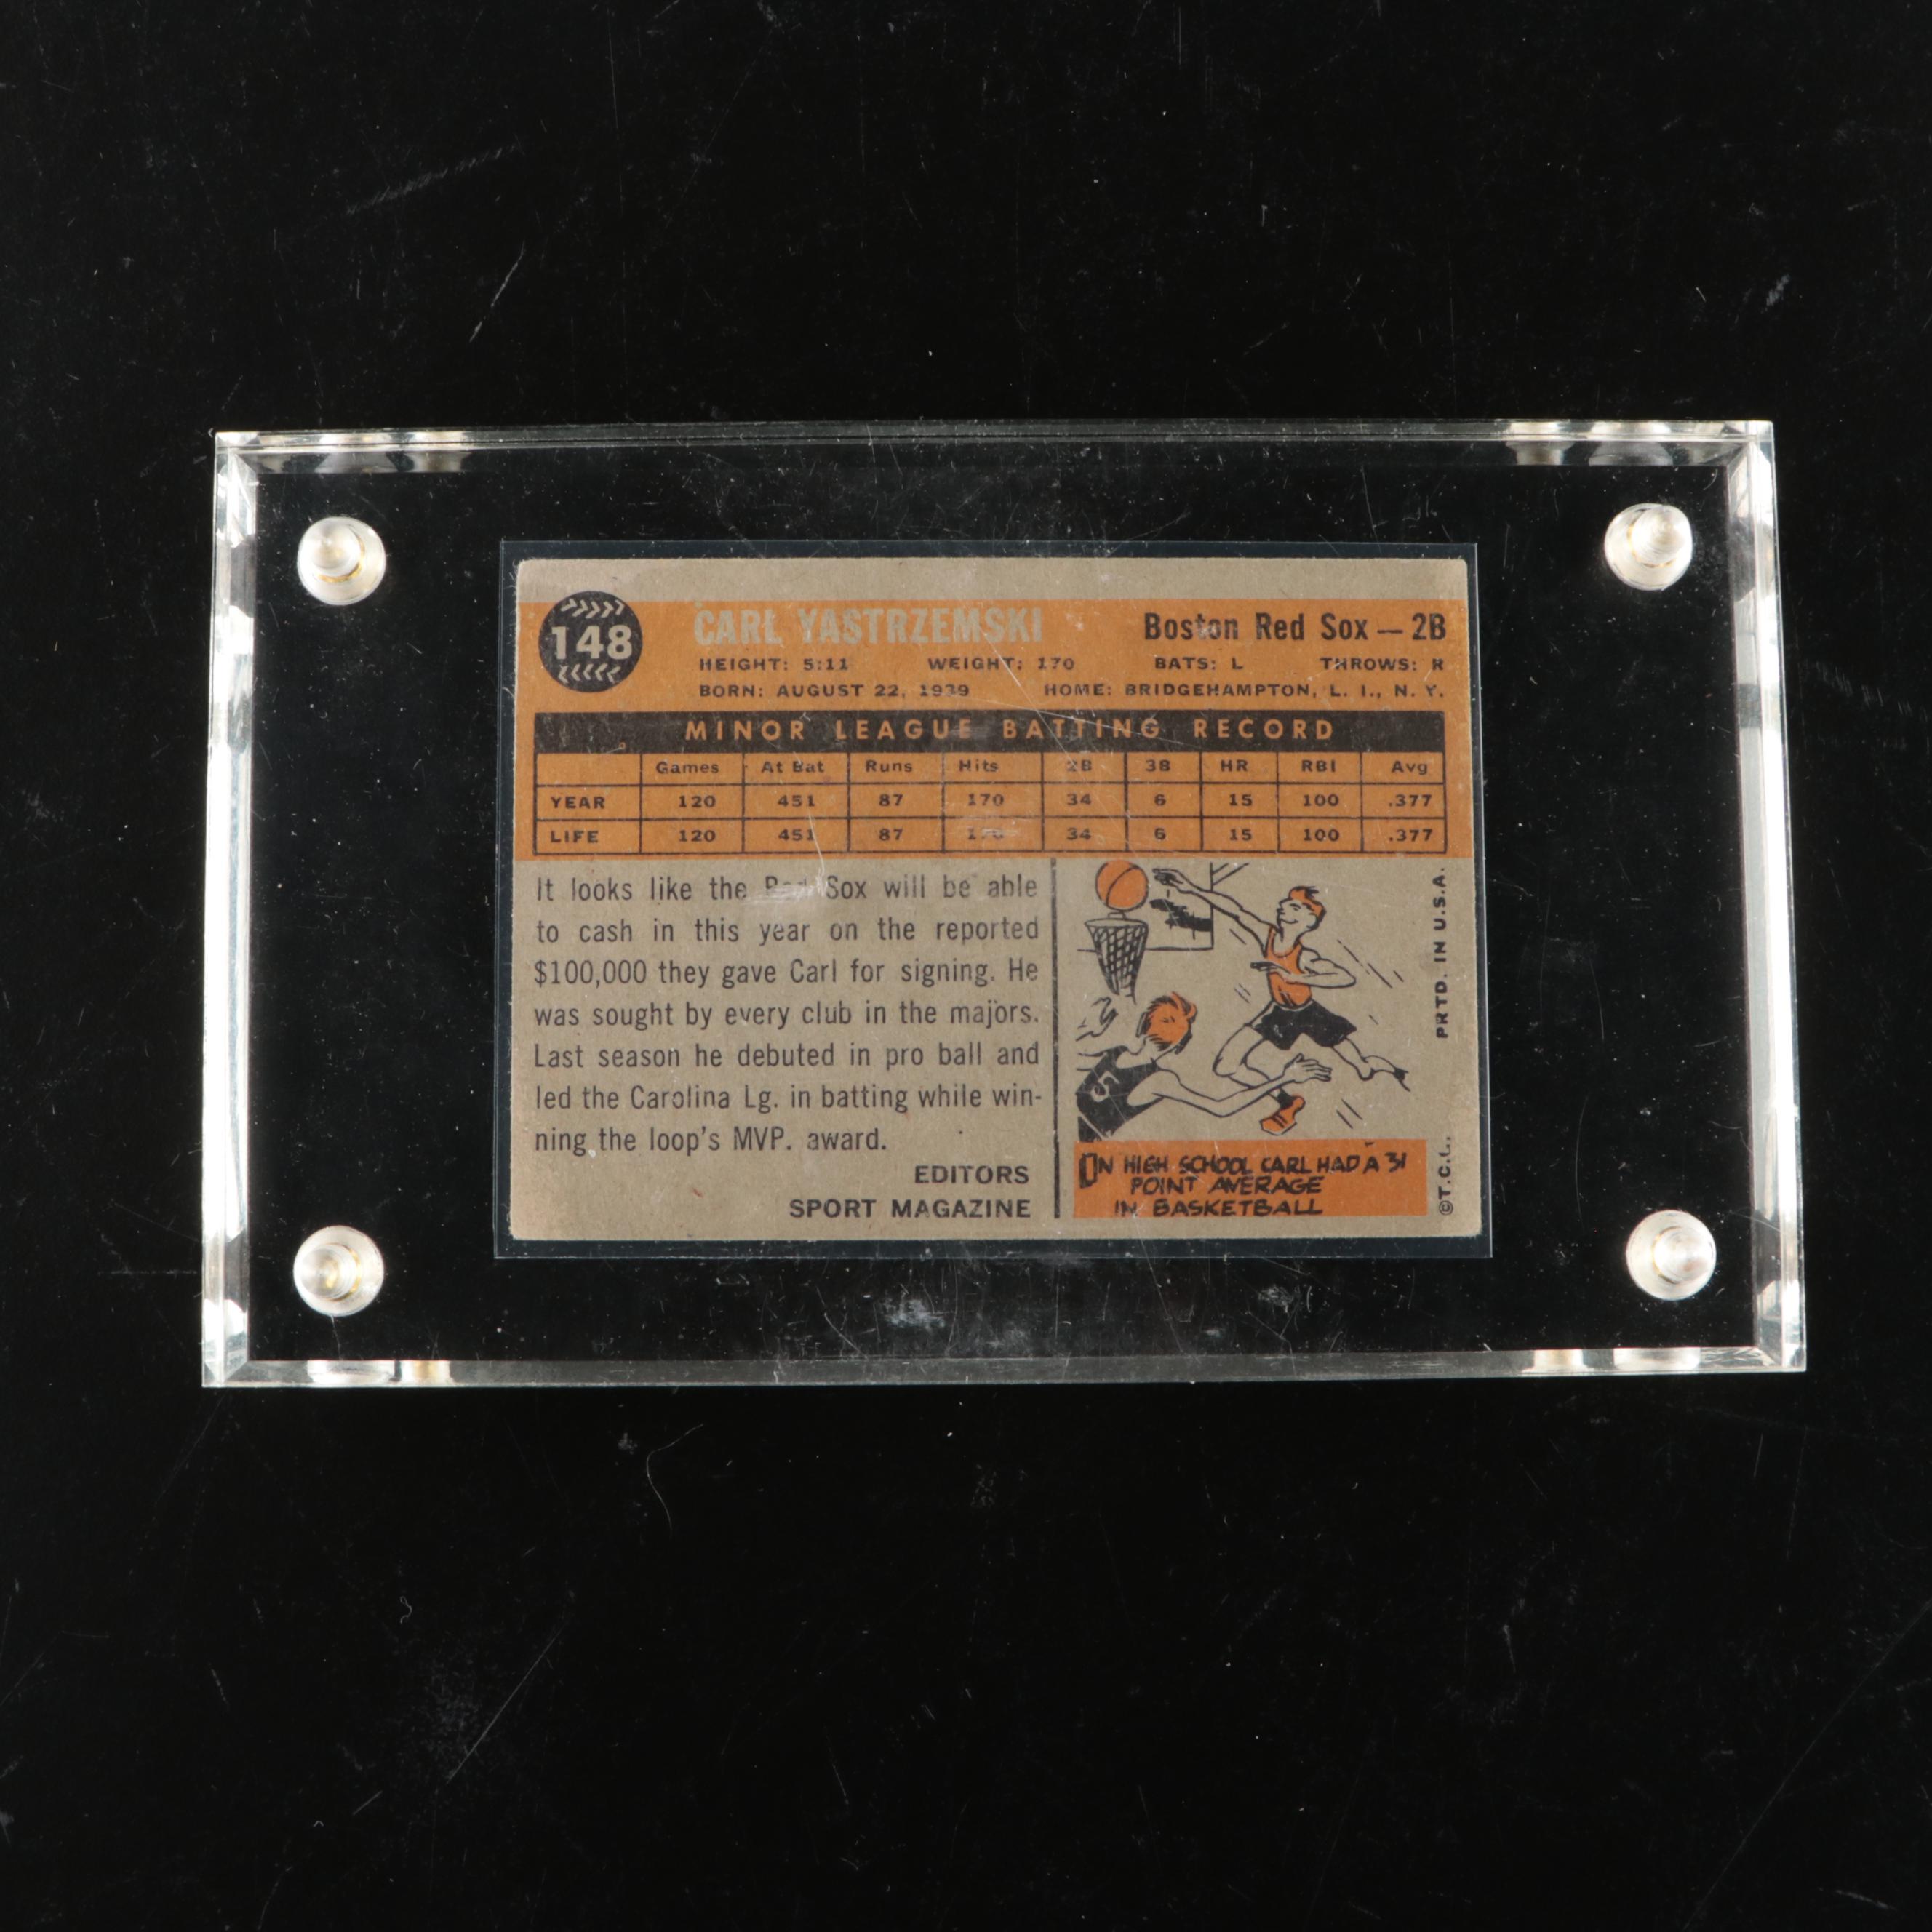 148
CARL YASTRZEMSKI Boston Red Sox — 2B
HEIGHT: 5:11 WEIGHT: 170 BATS: L THROWS: R
BORN: AUGUST 22, 1939 HOME: BRIDGEHAMPTON, L. I., N. Y.
MINOR LEAGUE BATTING RECORD
Games At Bat Runs Hits 2B 3B HR RBI Avg
YEAR 120 451 87 170 34 6 15 100 .377
LIFE 120 451 87 170 34 6 15 100 .377
It looks like the Red Sox will be able
to cash in this year on the reported
$100,000 they gave Carl for signing. He
was sought by every club in the majors.
Last season he debuted in pro ball and
led the Carolina Lg. in batting while win-
ning the loop's MVP. award.
EDITORS
SPORT MAGAZINE
5
IN HIGH SCHOOL CARL HAD A 31
POINT AVERAGE
IN BASKETBALL
©T.C.G. PRTD. IN U.S.A.